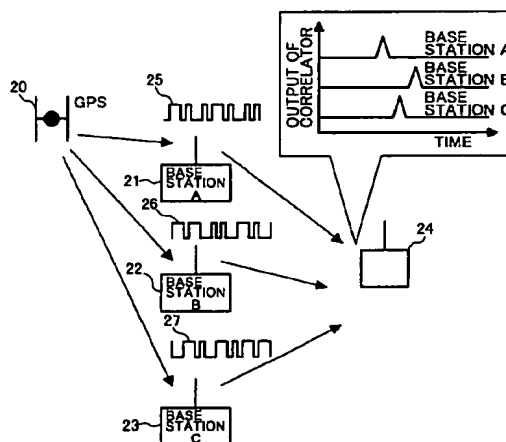 20
GPS
25
21
BASE
STATION
A
26
22
BASE
STATION
B
27
23
BASE
STATION
C
24
OUTPUT OF
CORRELATOR
BASE
STATION A
BASE
STATION B
BASE
STATION C
TIME